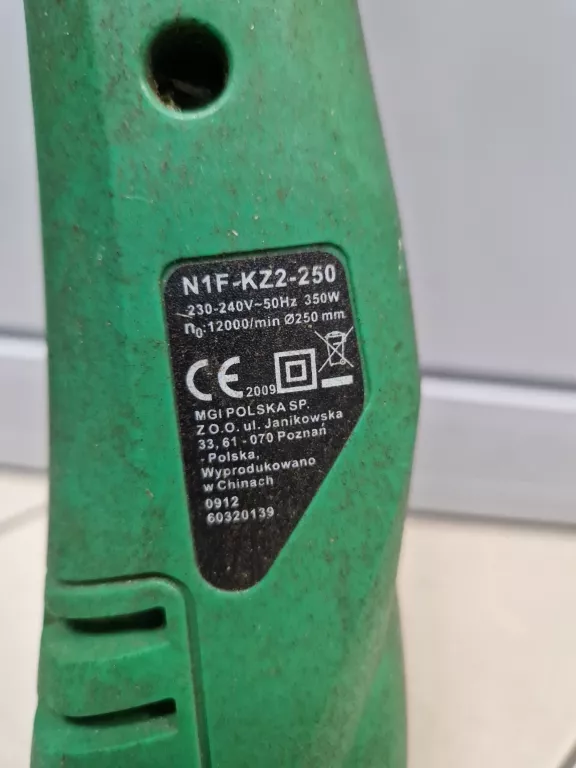 N1F-KZ2-250
230-240V~50Hz 350W
n₀:12000/min Ø250 mm
CE 2009
MGI POLSKA SP.
Z O.O. ul. Janikowska
33, 61 - 070 Poznań
- Polska,
Wyprodukowano
w Chinach
0912
60320139